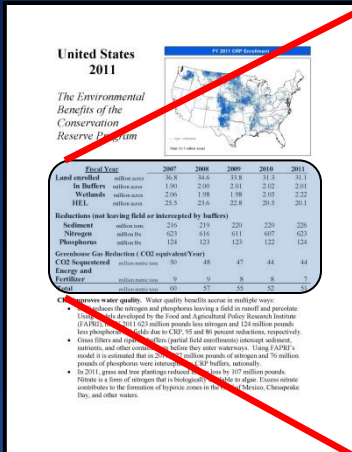 United States
2011
FY 2011 CRP Enrollment
The Environmental
Benefits of the
Conservation
Reserve Program
Total: 31.1 million acres
Fiscal Year 2007 2008 2009 2010 2011
Land enrolled million acres 36.8 34.6 33.8 31.3 31.1
In Buffers million acres 1.90 2.00 2.01 2.02 2.01
Wetlands million acres 2.06 1.98 1.98 2.05 2.22
HEL million acres 25.5 23.6 22.8 20.5 20.1
Reductions (not leaving field or intercepted by buffers)
Sediment million tons 216 219 220 220 226
Nitrogen million lbs 623 616 611 607 623
Phosphorus million lbs 124 123 123 122 124
Greenhouse Gas Reduction ( CO2 equivalent/Year)
CO2 Sequestered million metric tons 50 48 47 44 44
Energy and
Fertilizer million metric tons 9 9 8 8 7
Total million metric tons 60 57 55 52 51
improves water quality. Water quality benefits accrue in multiple ways:
reduces the nitrogen and phosphorus leaving a field in runoff and percolate.
models developed by the Food and Agricultural Policy Research Institute
(FAPRI), 2011 623 million pounds less nitrogen and 124 million pounds
less phosphorus fields due to CRP, 95 and 86 percent reductions, respectively.
Grass filters and buffers (partial field enrollments) intercept sediment,
nutrients, and other before they enter waterways. Using FAPRI's
model it is estimated that in million pounds of nitrogen and 76 million
pounds of phosphorus were CRP buffers, nationally.
In 2011, grass and tree plantings reduced loss by 107 million pounds.
Nitrate is a form of nitrogen that is biologically to algae. Excess nitrate
contributes to the formation of hypoxic zones in the of Mexico, Chesapeake
Bay, and other waters.